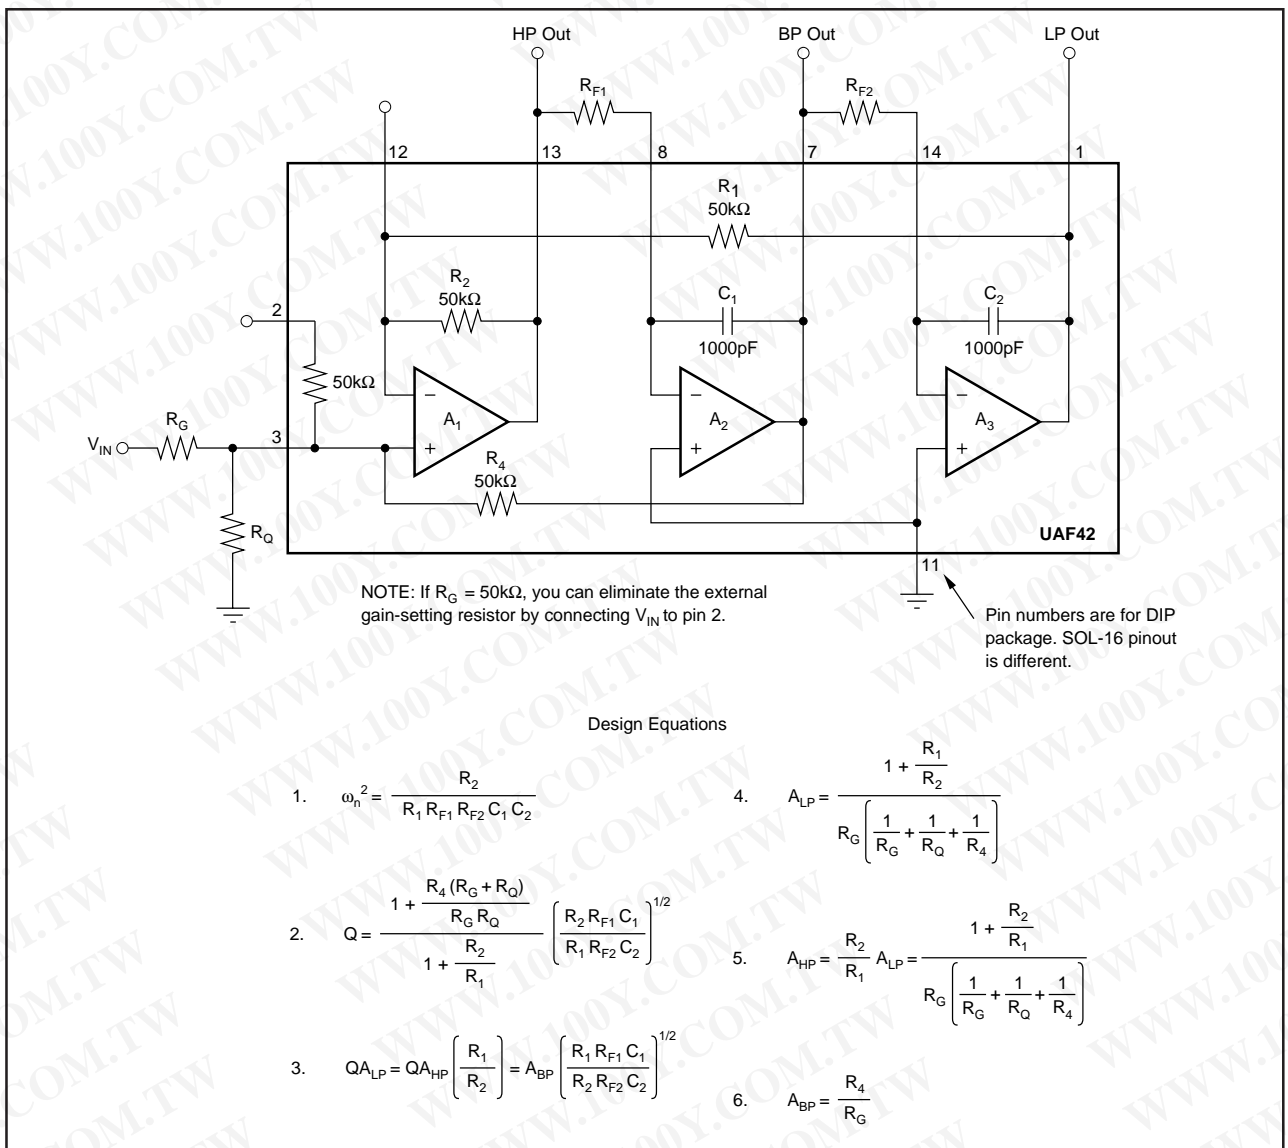 HP Out BP Out LP Out
R_F1 R_F2
12 13 8 7 14 1
R_1
50kΩ
R_2
50kΩ
C_1
1000pF
C_2
1000pF
2
50kΩ
A_1 A_2 A_3
− − −
+ + +
V_IN R_G 3
R_4
50kΩ
R_Q
UAF42
11
NOTE: If R_G = 50kΩ, you can eliminate the external
gain-setting resistor by connecting V_IN to pin 2.
Pin numbers are for DIP
package. SOL-16 pinout
is different.
Design Equations
1. ω_n^2 = R_2 / (R_1 R_F1 R_F2 C_1 C_2)
2. Q = [1 + R_4 (R_G + R_Q) / (R_G R_Q)] / [1 + R_2 / R_1] (R_2 R_F1 C_1 / R_1 R_F2 C_2)^1/2
3. QA_LP = QA_HP (R_1 / R_2) = A_BP (R_1 R_F1 C_1 / R_2 R_F2 C_2)^1/2
4. A_LP = [1 + R_1 / R_2] / [R_G (1 / R_G + 1 / R_Q + 1 / R_4)]
5. A_HP = R_2 / R_1 A_LP = [1 + R_2 / R_1] / [R_G (1 / R_G + 1 / R_Q + 1 / R_4)]
6. A_BP = R_4 / R_G
WWW.100Y.COM.TW